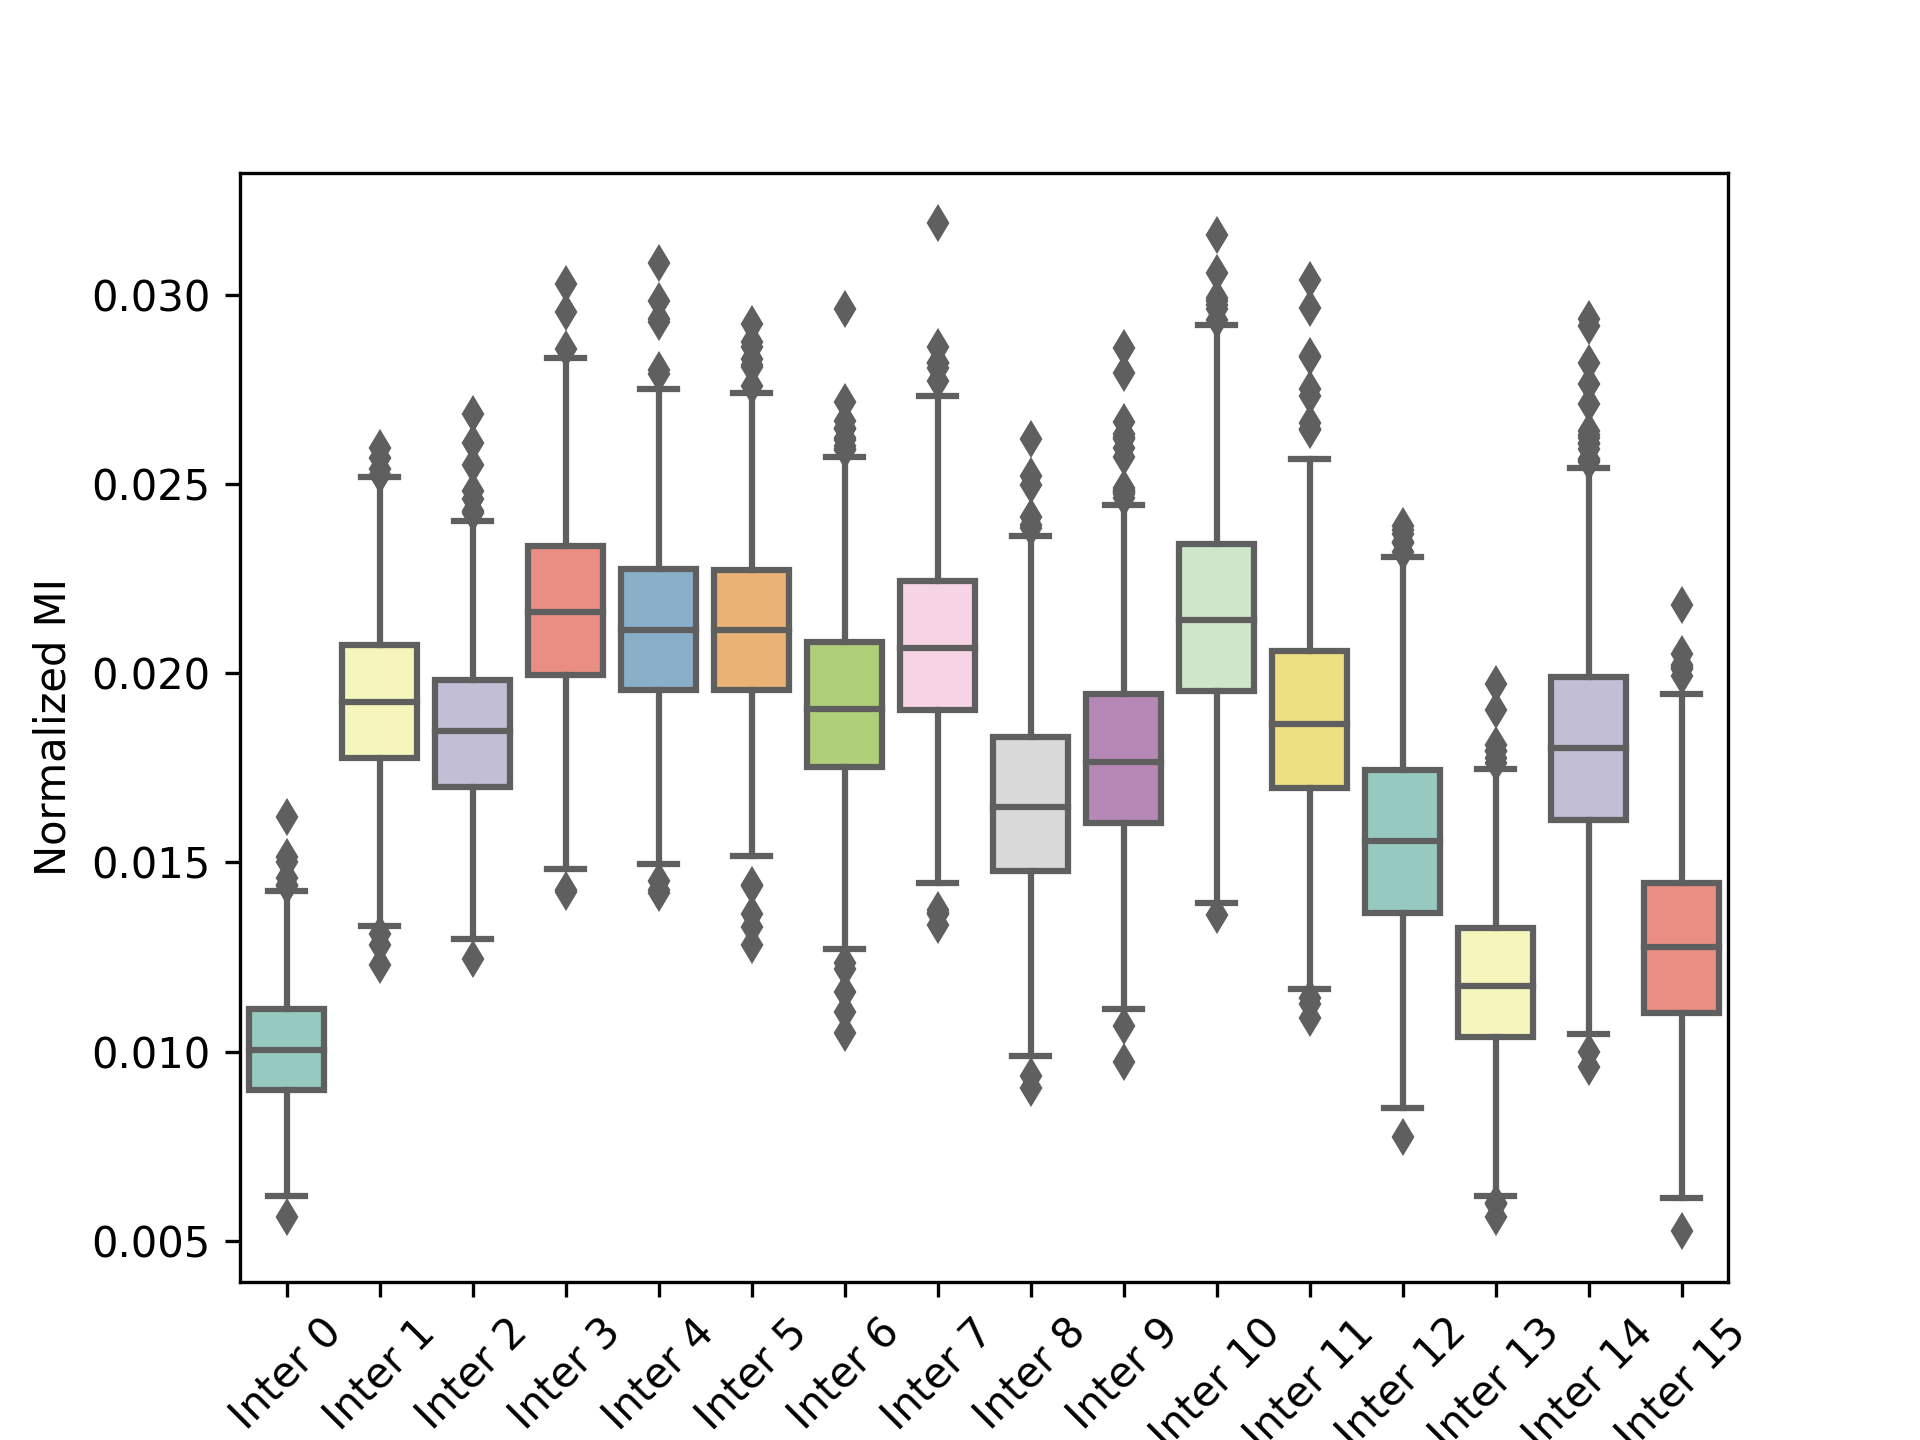 Normalized MI
0.030
0.025
0.020
0.015
0.010
0.005
Inter 0
Inter 1
Inter 2
Inter 3
Inter 4
Inter 5
Inter 6
Inter 7
Inter 8
Inter 9
Inter 10
Inter 11
Inter 12
Inter 13
Inter 14
Inter 15